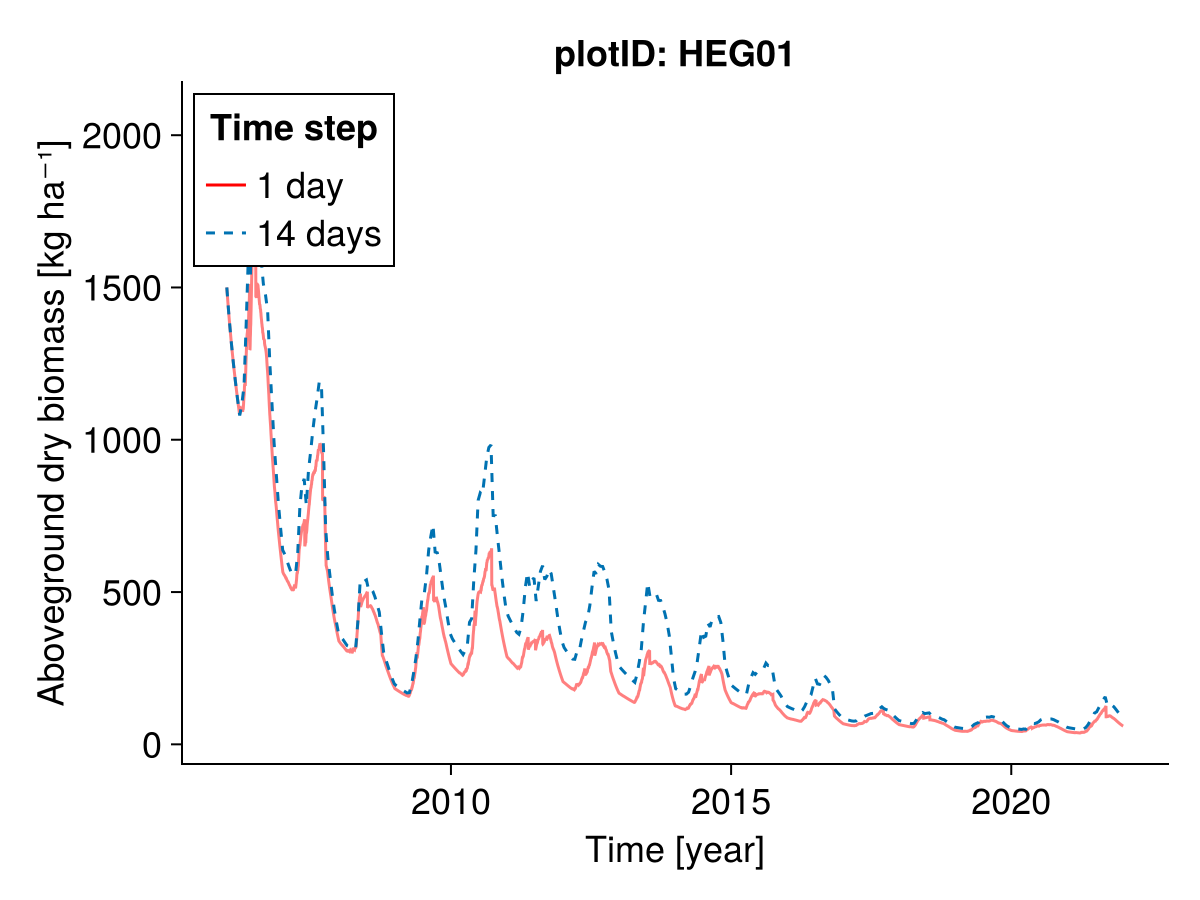 plotID: HEG01
Time step
1 day
14 days
Aboveground dry biomass [kg ha⁻¹]
2000
1500
1000
500
0
2010
2015
2020
Time [year]